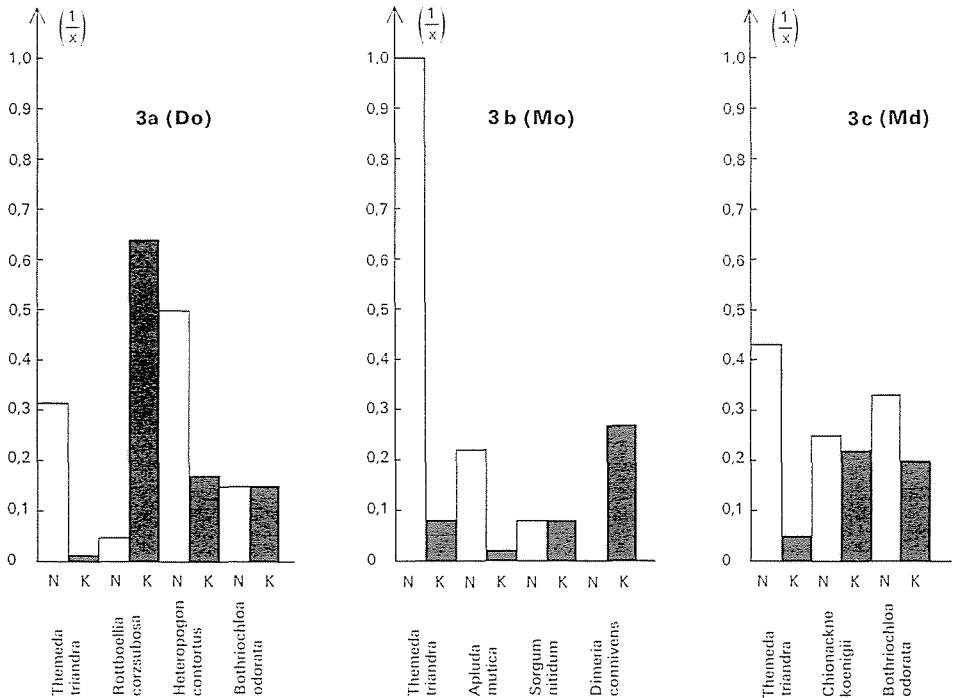 (1/x)
1,0
0,9
0,8
0,7
0,6
0,5
0,4
0,3
0,2
0,1
0
3a (Do)
N K N K N K N K
Themeda
triandra
Rottboellia
corzsubosa
Heteropogon
contortus
Bothriochloa
odorata
(1/x)
1,0
0,9
0,8
0,7
0,6
0,5
0,4
0,3
0,2
0,1
0
3b (Mo)
N K N K N K N K
Themeda
triandra
Apluda
mutica
Sorgum
nitidum
Dimeria
connivens
(1/x)
1,0
0,9
0,8
0,7
0,6
0,5
0,4
0,3
0,2
0,1
0
3c (Md)
N K N K N K
Themeda
triandra
Chionackne
koenigii
Bothriochloa
odorata